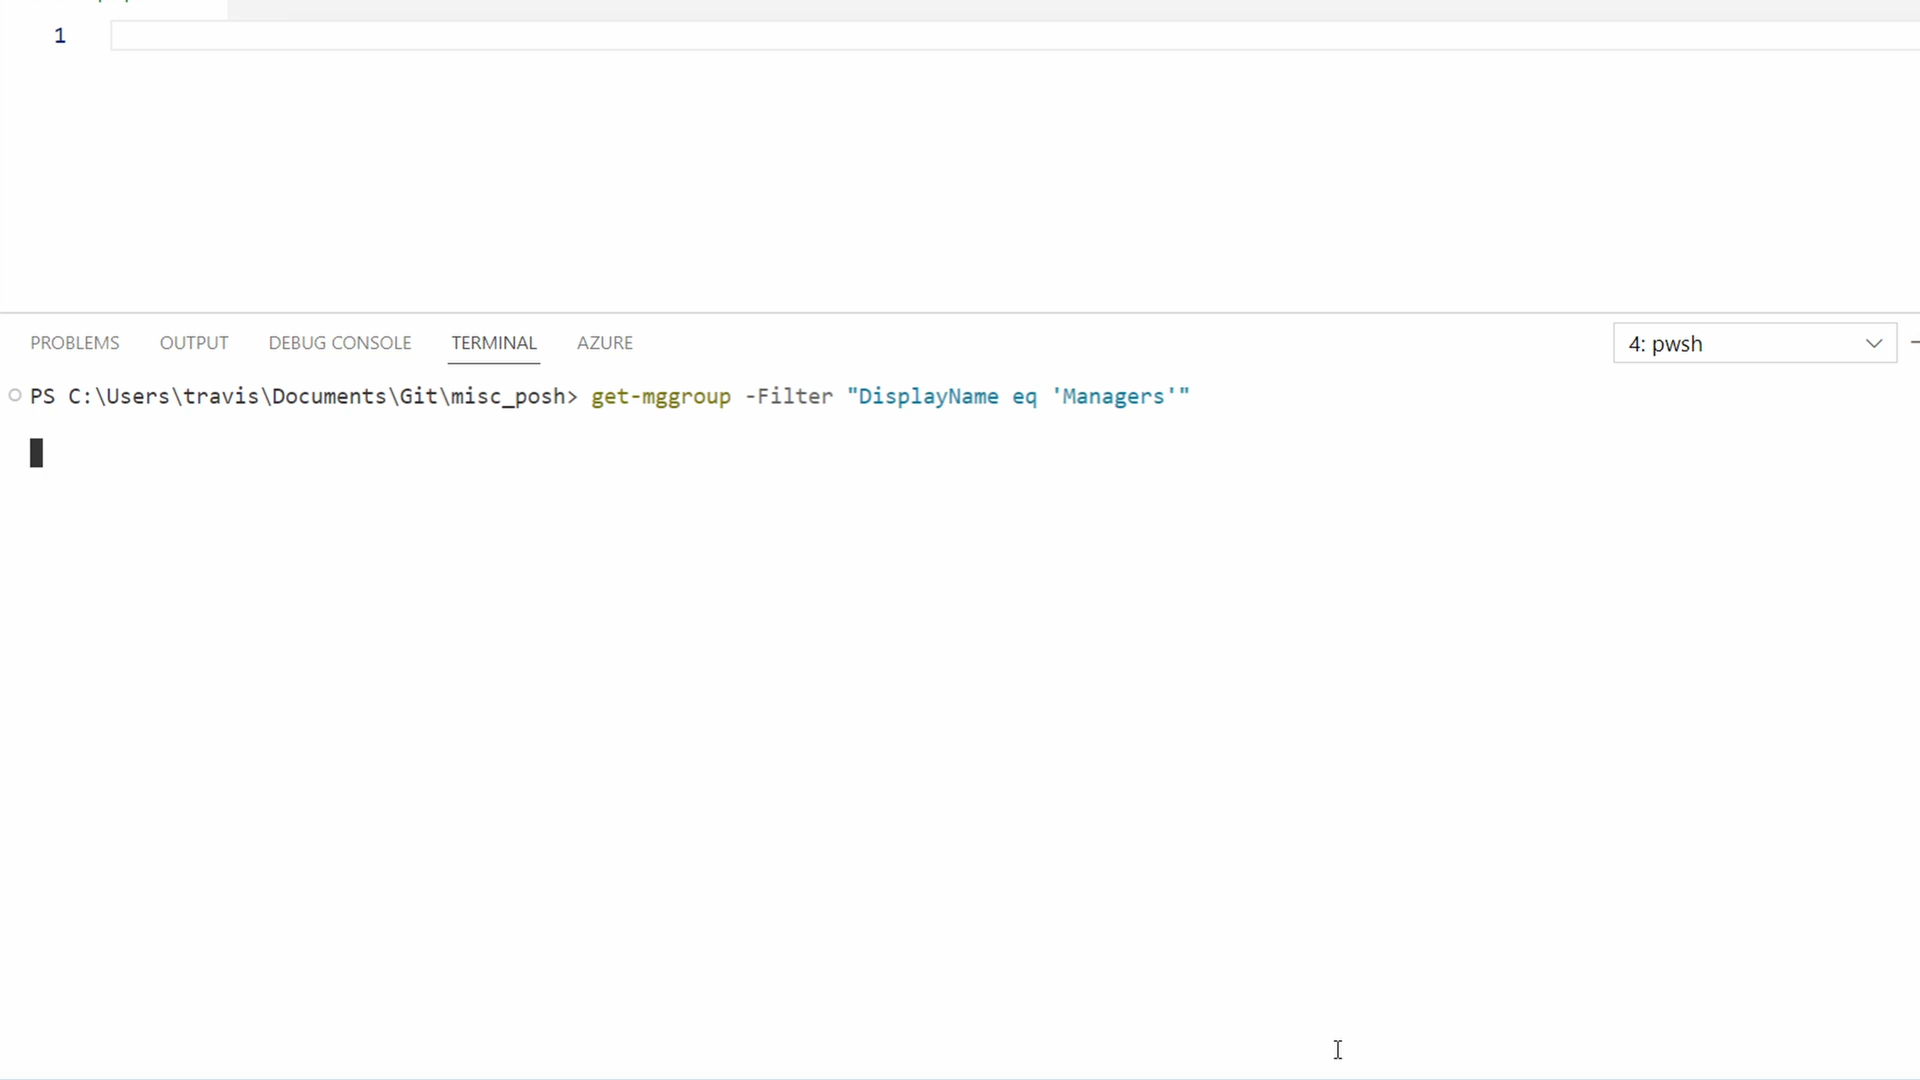 1
PROBLEMS OUTPUT DEBUG CONSOLE TERMINAL AZURE 4: pwsh
PS C:\Users\travis\Documents\Git\misc_posh> get-mggroup -Filter "DisplayName eq 'Managers'"